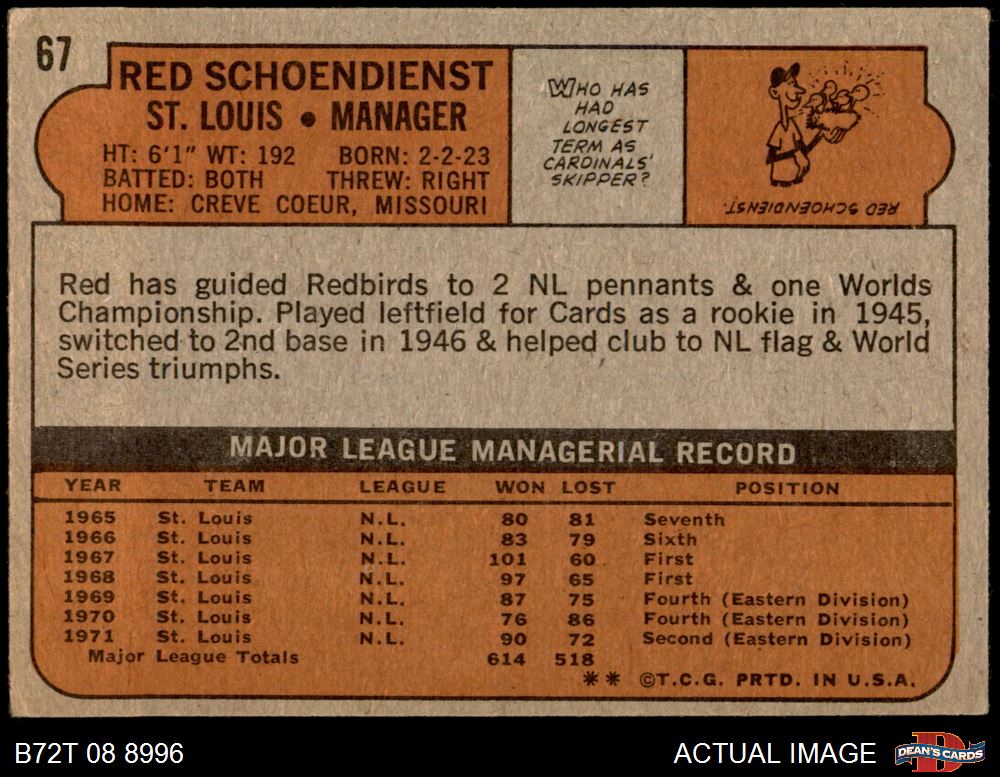 67
RED SCHOENDIENST
ST. LOUIS • MANAGER
HT: 6'1" WT: 192 BORN: 2-2-23
BATTED: BOTH THREW: RIGHT
HOME: CREVE COEUR, MISSOURI
WHO HAS
HAD
LONGEST
TERM AS
CARDINALS'
SKIPPER?
RED SCHOENDIENST.
Red has guided Redbirds to 2 NL pennants & one Worlds
Championship. Played leftfield for Cards as a rookie in 1945,
switched to 2nd base in 1946 & helped club to NL flag & World
Series triumphs.
MAJOR LEAGUE MANAGERIAL RECORD
YEAR TEAM LEAGUE WON LOST POSITION
1965 St. Louis N.L. 80 81 Seventh
1966 St. Louis N.L. 83 79 Sixth
1967 St. Louis N.L. 101 60 First
1968 St. Louis N.L. 97 65 First
1969 St. Louis N.L. 87 75 Fourth (Eastern Division)
1970 St. Louis N.L. 76 86 Fourth (Eastern Division)
1971 St. Louis N.L. 90 72 Second (Eastern Division)
Major League Totals 614 518
** ©T.C.G. PRTD. IN U.S.A.
B72T 08 8996 ACTUAL IMAGE
D
DEAN'S CARDS